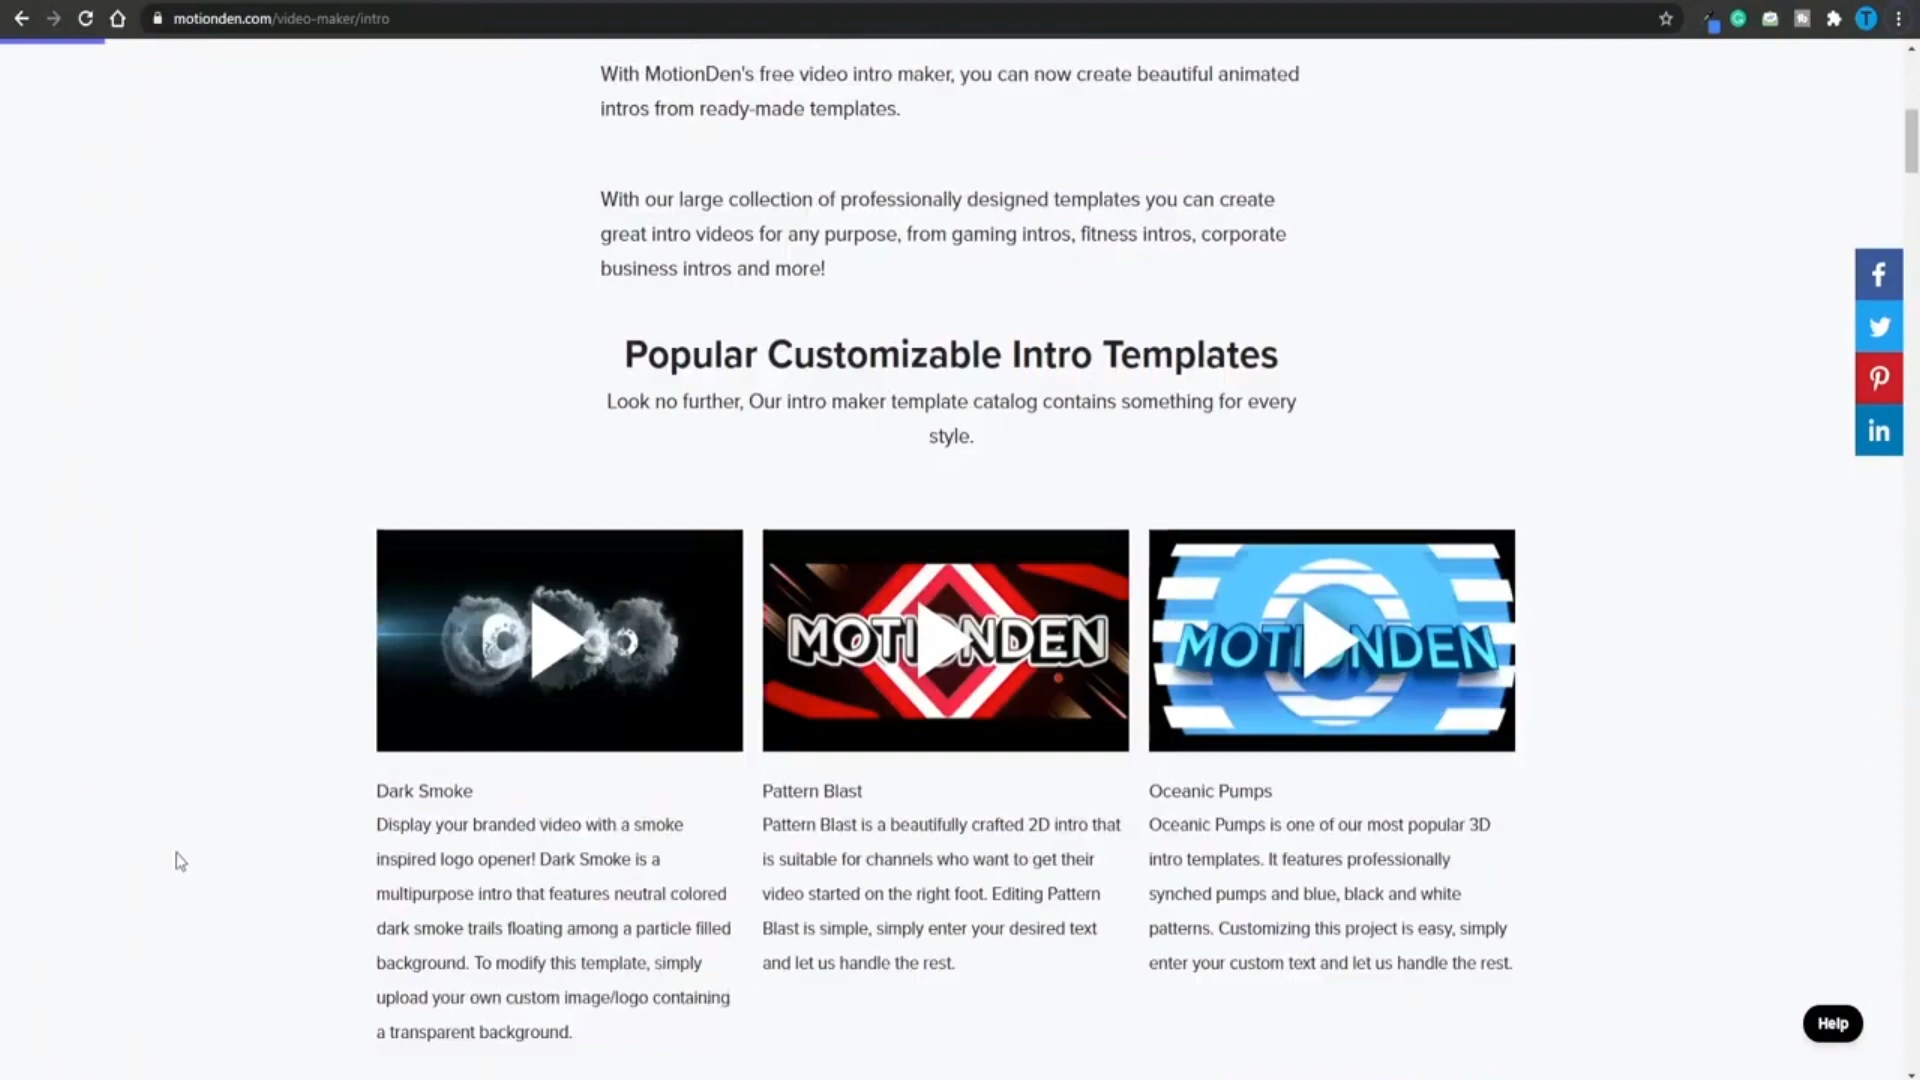 motionden.com/video-maker/intro
With MotionDen's free video intro maker, you can now create beautiful animated
intros from ready-made templates.
With our large collection of professionally designed templates you can create
great intro videos for any purpose, from gaming intros, fitness intros, corporate
business intros and more!
Popular Customizable Intro Templates
Look no further, Our intro maker template catalog contains something for every
style.
MOTIONDEN
MOTIONDEN
Dark Smoke
Display your branded video with a smoke
inspired logo opener! Dark Smoke is a
multipurpose intro that features neutral colored
dark smoke trails floating among a particle filled
background. To modify this template, simply
upload your own custom image/logo containing
a transparent background.
Pattern Blast
Pattern Blast is a beautifully crafted 2D intro that
is suitable for channels who want to get their
video started on the right foot. Editing Pattern
Blast is simple, simply enter your desired text
and let us handle the rest.
Oceanic Pumps
Oceanic Pumps is one of our most popular 3D
intro templates. It features professionally
synched pumps and blue, black and white
patterns. Customizing this project is easy, simply
enter your custom text and let us handle the rest.
Help
T
f
in